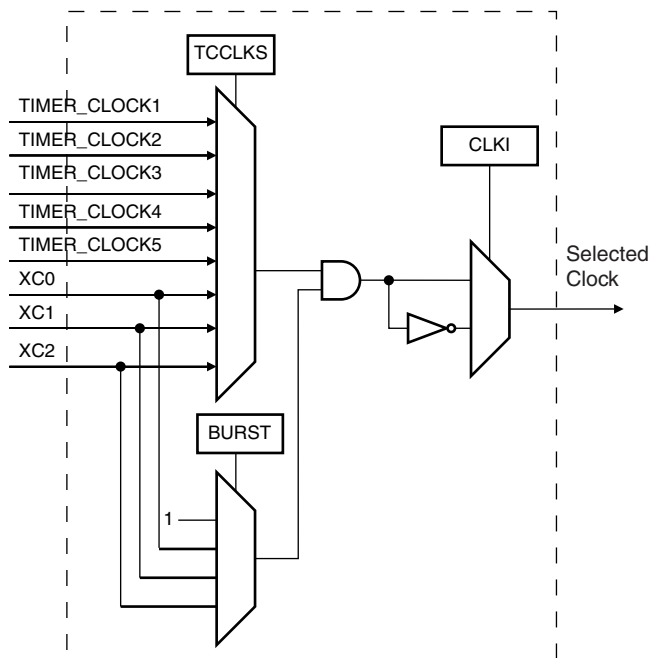 TCCLKS
TIMER_CLOCK1
TIMER_CLOCK2
TIMER_CLOCK3
TIMER_CLOCK4
TIMER_CLOCK5
XC0
XC1
XC2
CLKI
Selected
Clock
BURST
1